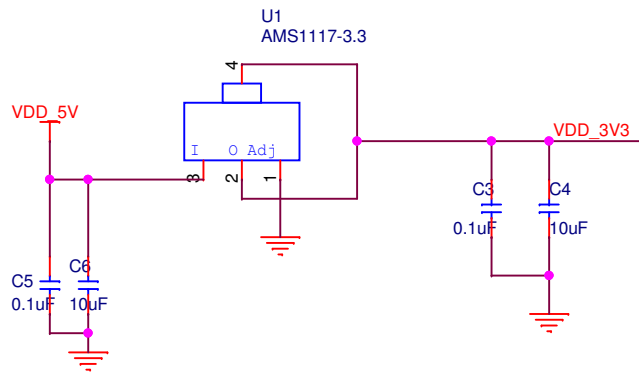 U1
AMS1117-3.3
4
VDD_5V
VDD_3V3
I O Adj
3 2 1
C3 C4
0.1uF 10uF
C5 C6
0.1uF 10uF